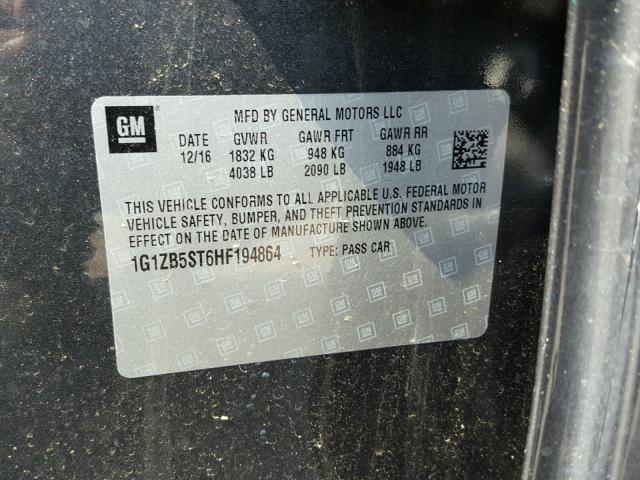 GM ® MFD BY GENERAL MOTORS LLC
DATE GVWR GAWR FRT GAWR RR
12/16 1832 KG 948 KG 884 KG
4038 LB 2090 LB 1948 LB
THIS VEHICLE CONFORMS TO ALL APPLICABLE U.S. FEDERAL MOTOR
VEHICLE SAFETY, BUMPER, AND THEFT PREVENTION STANDARDS IN
EFFECT ON THE DATE OF MANUFACTURE SHOWN ABOVE.
1G1ZB5ST6HF194864 TYPE: PASS CAR